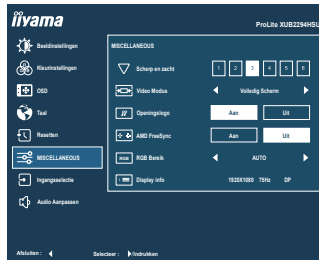 iiyama
ProLite XUB2294HSU
Beeldinstellingen
Kleurinstellingen
OSD
Taal
Resetten
MISCELLANEOUS
Ingangsselectie
Audio Aanpassen
MISCELLANEOUS
Scherp en zacht 1 2 3 4 5 6
Video Modus Volledig Scherm
Openingslogo Aan Uit
AMD FreeSync Aan Uit
RGB RGB Bereik AUTO
Display info 1920X1080 75Hz DP
Afsluiten : Selecteer : /Indrukken